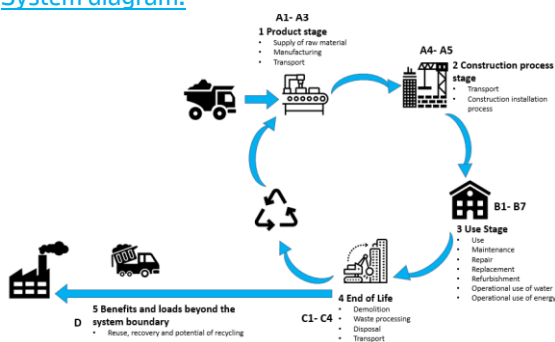 System diagram:
A1- A3
1 Product stage
• Supply of raw material
• Manufacturing
• Transport
A4- A5
2 Construction process
stage
• Transport
• Construction installation
process
B1- B7
3 Use Stage
• Use
• Maintenance
• Repair
• Replacement
• Refurbishment
• Operational use of water
• Operational use of energy
4 End of Life
C1- C4
• Demolition
• Waste processing
• Disposal
• Transport
5 Benefits and loads beyond the
D system boundary
• Reuse, recovery and potential of recycling